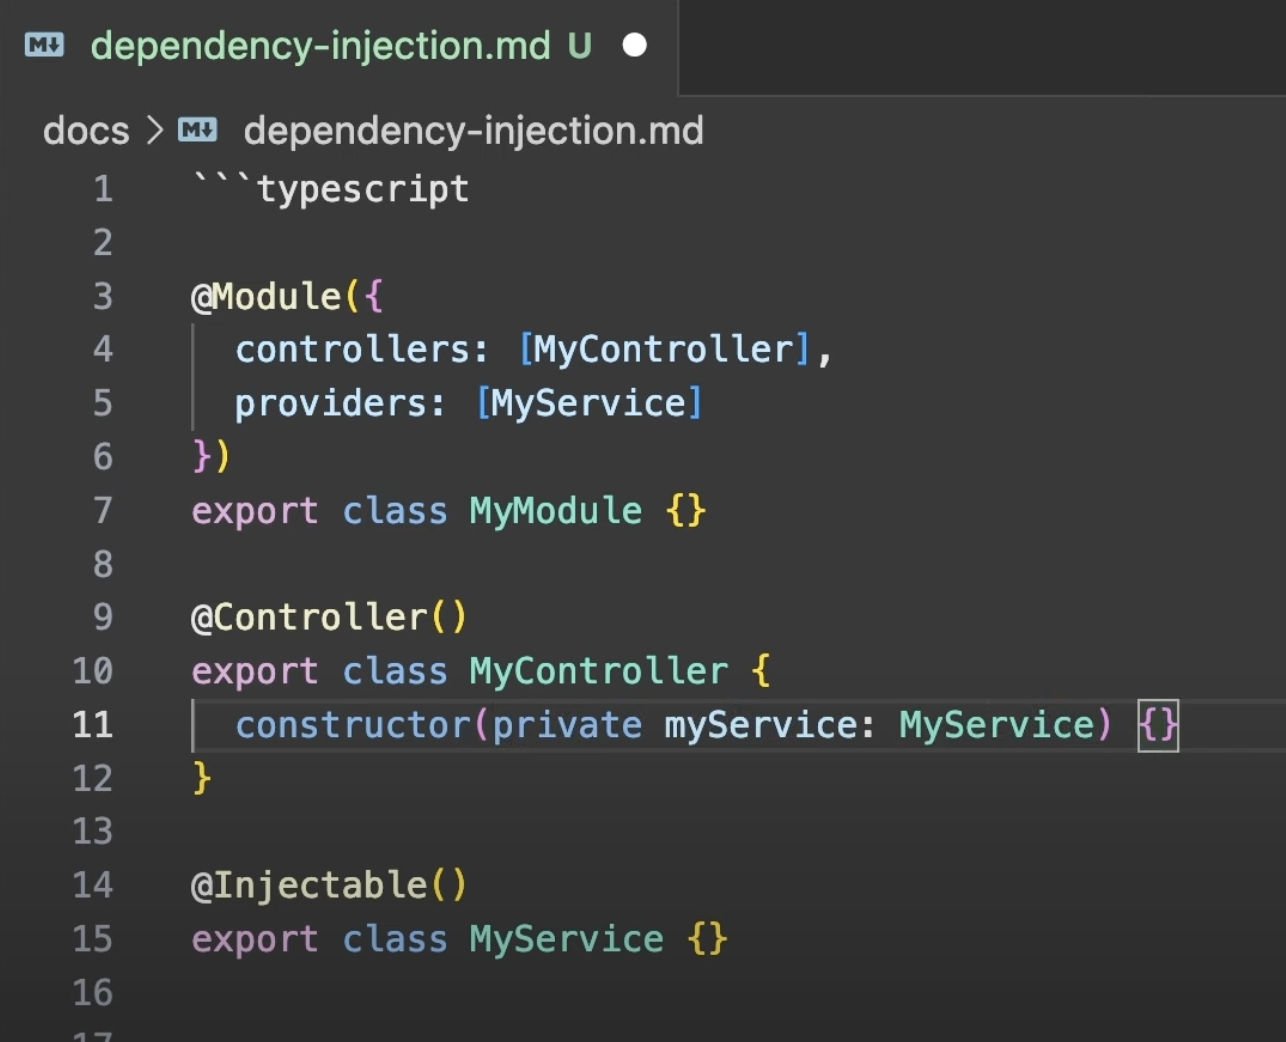 M↓ dependency-injection.md U
docs > M↓ dependency-injection.md
1 ```typescript
2
3 @Module({
4 controllers: [MyController],
5 providers: [MyService]
6 })
7 export class MyModule {}
8
9 @Controller()
10 export class MyController {
11 constructor(private myService: MyService) {}
12 }
13
14 @Injectable()
15 export class MyService {}
16
17